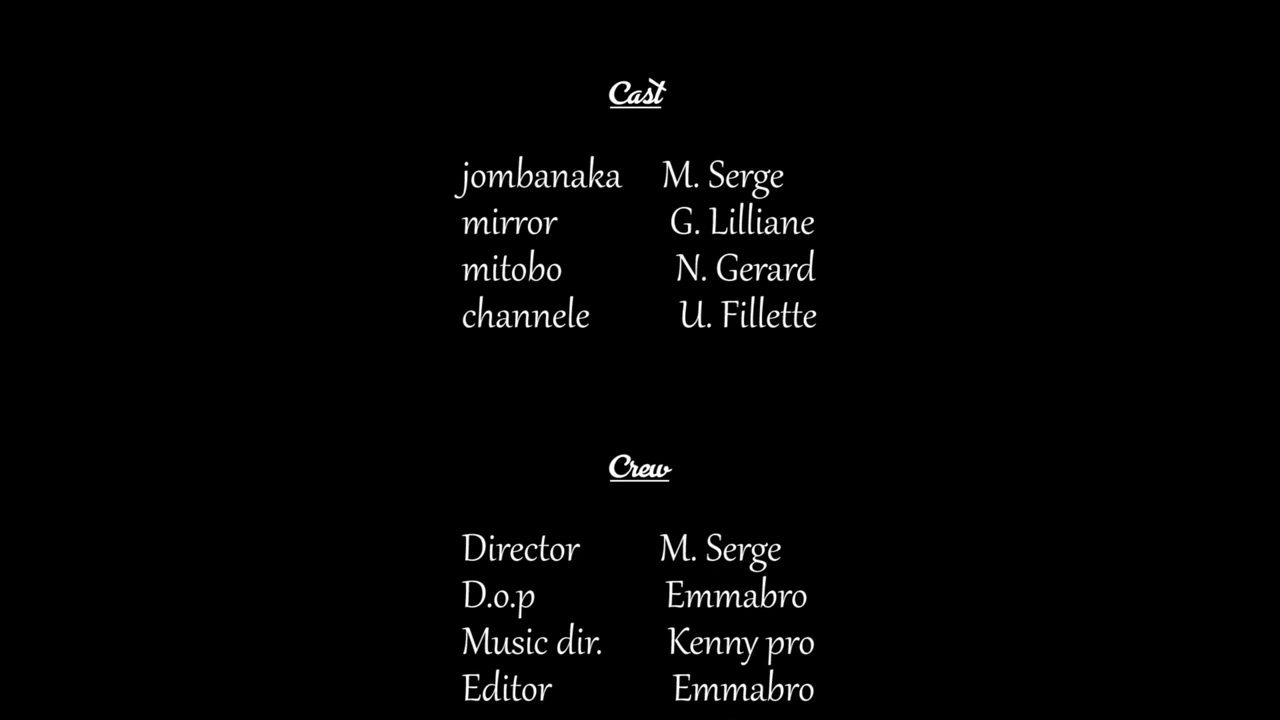 Cast
jombanaka M. Serge
mirror G. Lilliane
mitobo N. Gerard
channele U. Fillette
Crew
Director M. Serge
D.o.p Emmabro
Music dir. Kenny pro
Editor Emmabro